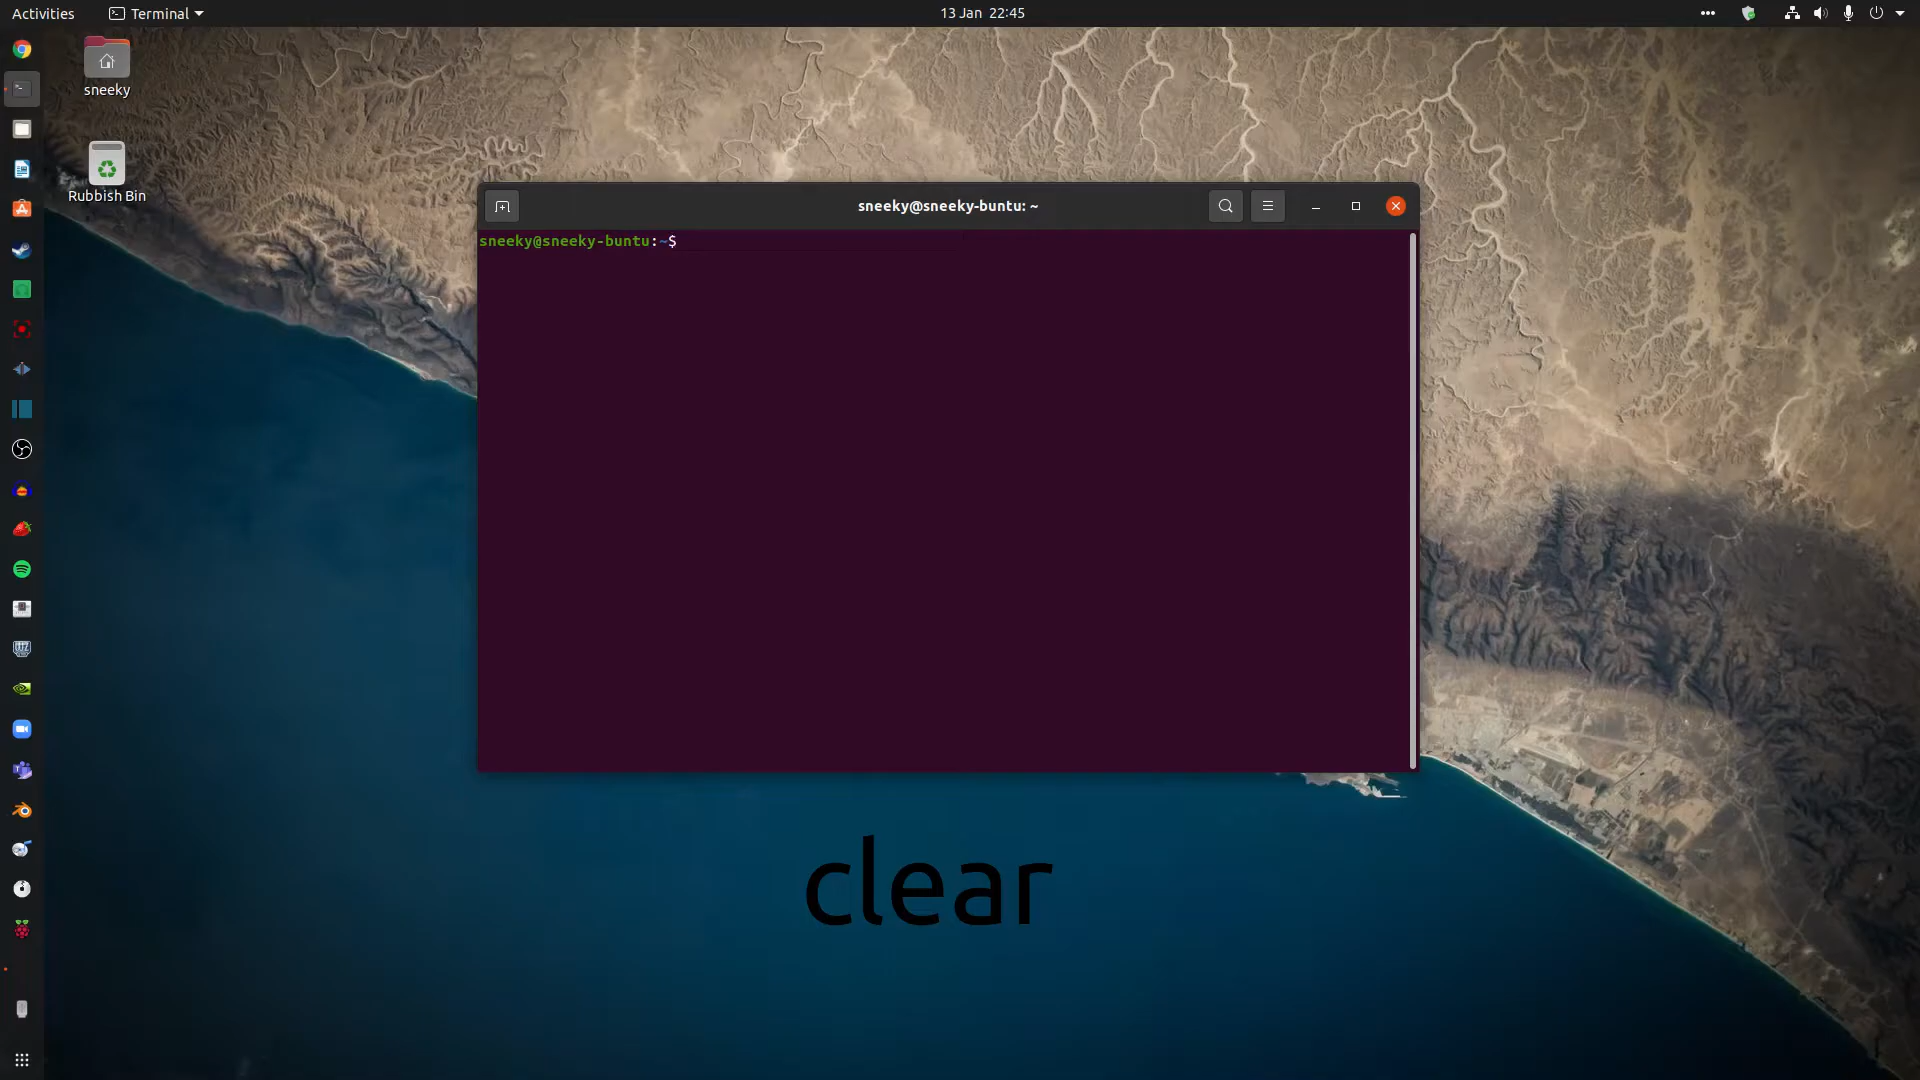 Activities
Terminal
13 Jan 22:45
sneeky
Rubbish Bin
sneeky@sneeky-buntu: ~
sneeky@sneeky-buntu:~$
clear